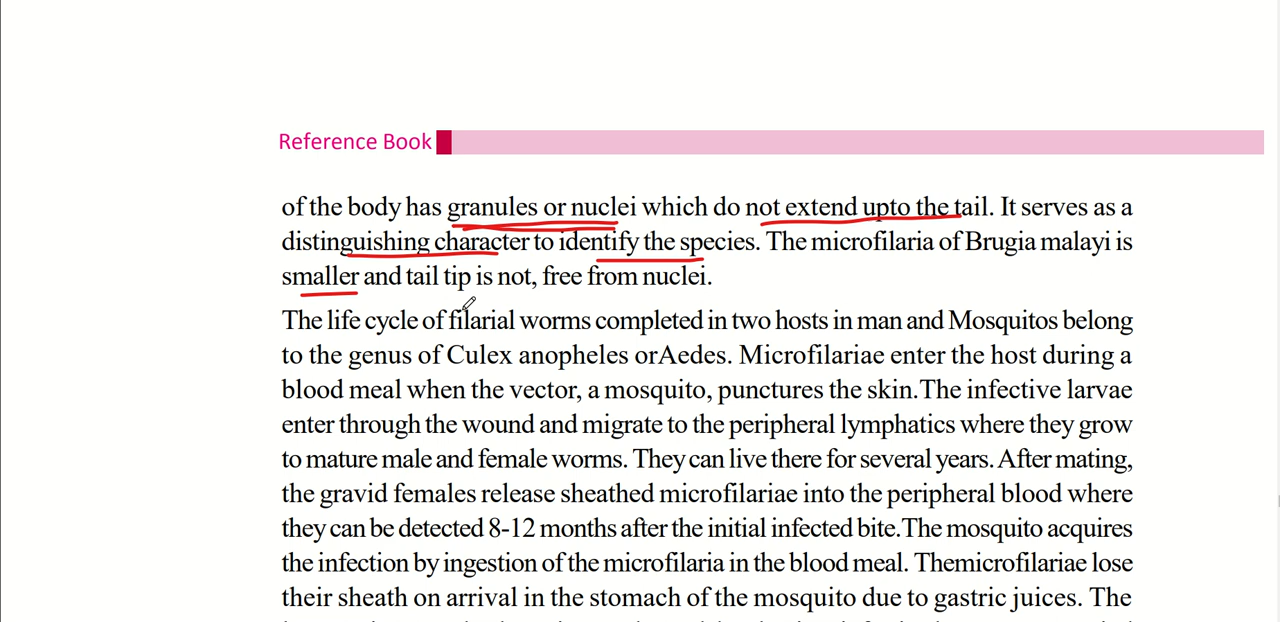 Reference Book
of the body has granules or nuclei which do not extend upto the tail. It serves as a
distinguishing character to identify the species. The microfilaria of Brugia malayi is
smaller and tail tip is not, free from nuclei.
The life cycle of filarial worms completed in two hosts in man and Mosquitos belong
to the genus of Culex anopheles orAedes. Microfilariae enter the host during a
blood meal when the vector, a mosquito, punctures the skin.The infective larvae
enter through the wound and migrate to the peripheral lymphatics where they grow
to mature male and female worms. They can live there for several years. After mating,
the gravid females release sheathed microfilariae into the peripheral blood where
they can be detected 8-12 months after the initial infected bite.The mosquito acquires
the infection by ingestion of the microfilaria in the blood meal. Themicrofilariae lose
their sheath on arrival in the stomach of the mosquito due to gastric juices. The